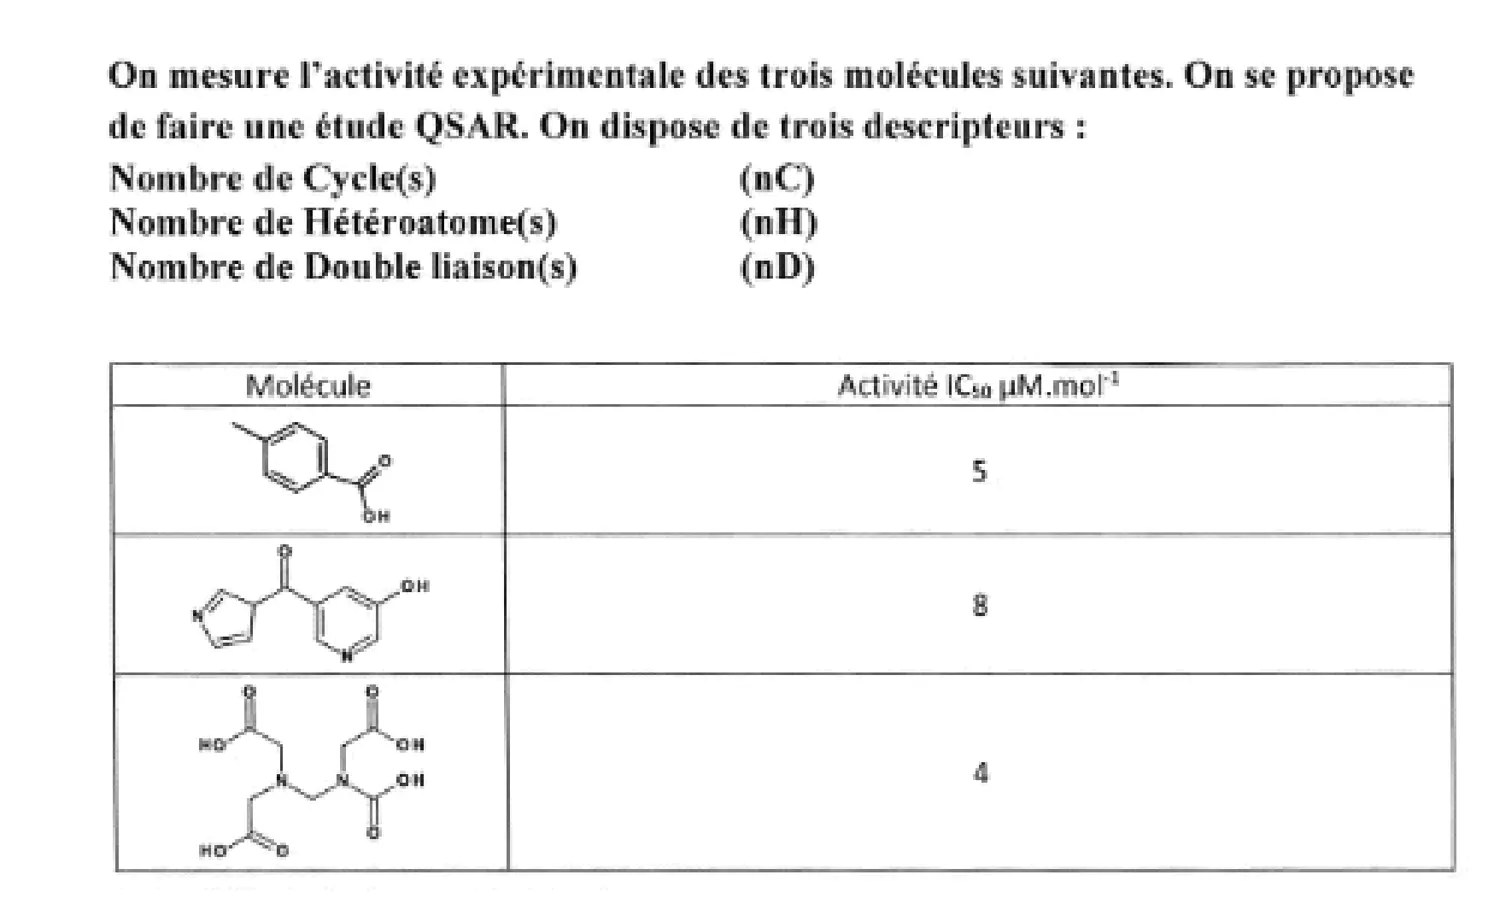 On mesure l'activité expérimentale des trois molécules suivantes. On se propose
de faire une étude QSAR. On dispose de trois descripteurs :
Nombre de Cycle(s) (nC)
Nombre de Hétéroatome(s) (nH)
Nombre de Double liaison(s) (nD)
Molécule Activité IC₅₀ µM.mol⁻¹
O
OH
5
O
OH
N
N
8
O O
HO OH
N N OH
O
HO O
4